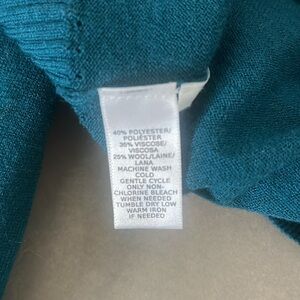 40% POLYESTER/
POLIÉSTER
35% VISCOSE/
VISCOSA
25% WOOL/LAINE/
LANA
MACHINE WASH
COLD
GENTLE CYCLE
ONLY NON-
CHLORINE BLEACH
WHEN NEEDED
TUMBLE DRY LOW
WARM IRON
IF NEEDED